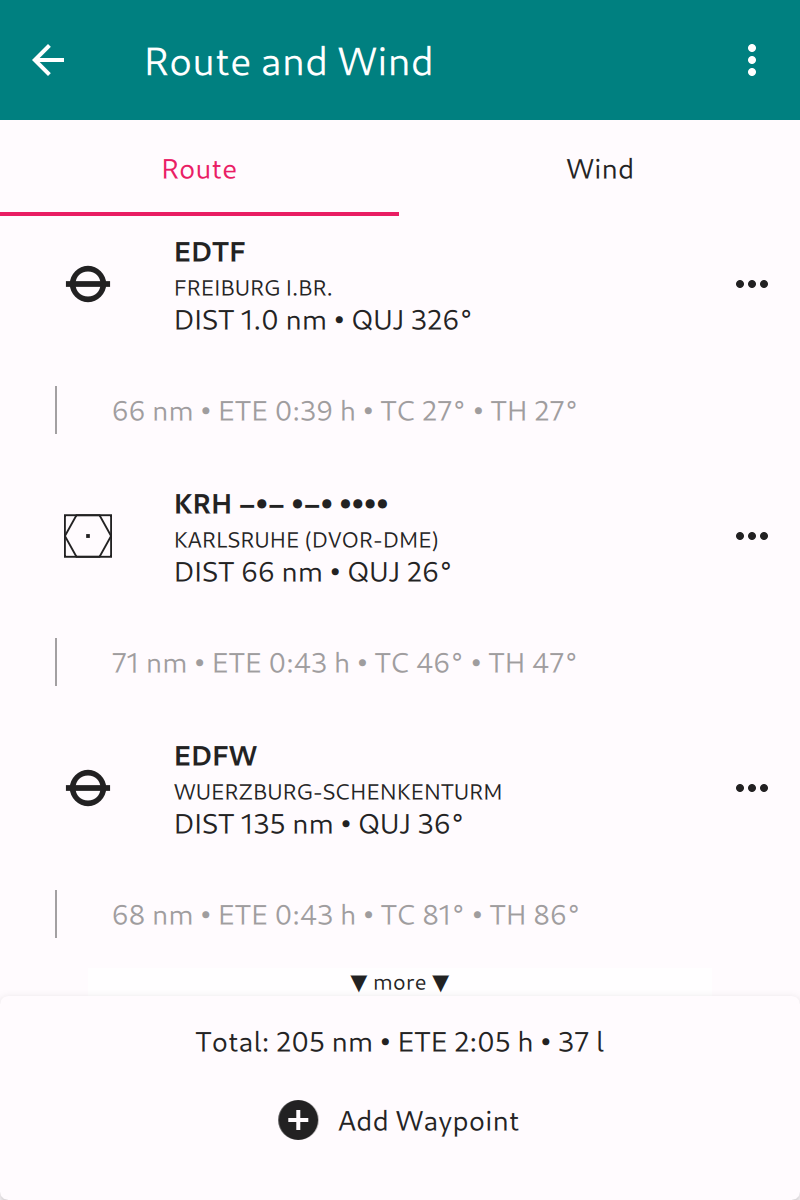 Route and Wind
Route
Wind
EDTF
FREIBURG I.BR.
DIST 1.0 nm • QUJ 326°
66 nm • ETE 0:39 h • TC 27° • TH 27°
KRH –•– •–• ••••
KARLSRUHE (DVOR-DME)
DIST 66 nm • QUJ 26°
71 nm • ETE 0:43 h • TC 46° • TH 47°
EDFW
WUERZBURG-SCHENKENTURM
DIST 135 nm • QUJ 36°
68 nm • ETE 0:43 h • TC 81° • TH 86°
▼ more ▼
Total: 205 nm • ETE 2:05 h • 37 l
Add Waypoint